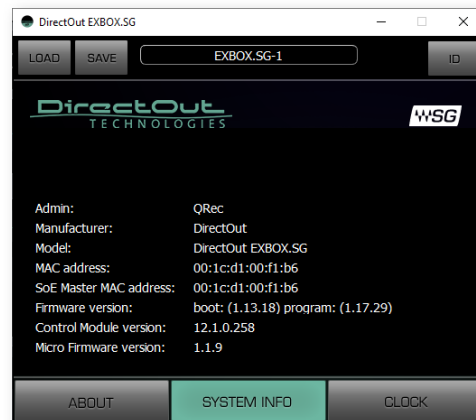 DirectOut EXBOX.SG
LOAD SAVE EXBOX.SG-1 ID
DirectOut
TECHNOLOGIES
WSG
Admin: QRec
Manufacturer: DirectOut
Model: DirectOut EXBOX.SG
MAC address: 00:1c:d1:00:f1:b6
SoE Master MAC address: 00:1c:d1:00:f1:b6
Firmware version: boot: (1.13.18) program: (1.17.29)
Control Module version: 12.1.0.258
Micro Firmware version: 1.1.9
ABOUT SYSTEM INFO CLOCK